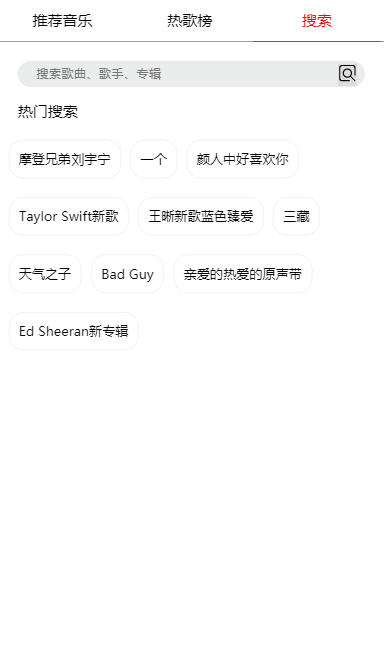 推荐音乐 热歌榜 搜索
搜索歌曲、歌手、专辑
热门搜索
摩登兄弟刘宇宁 一个 颜人中好喜欢你
Taylor Swift新歌 王晰新歌蓝色臻爱 三藏
天气之子 Bad Guy 亲爱的热爱的原声带
Ed Sheeran新专辑